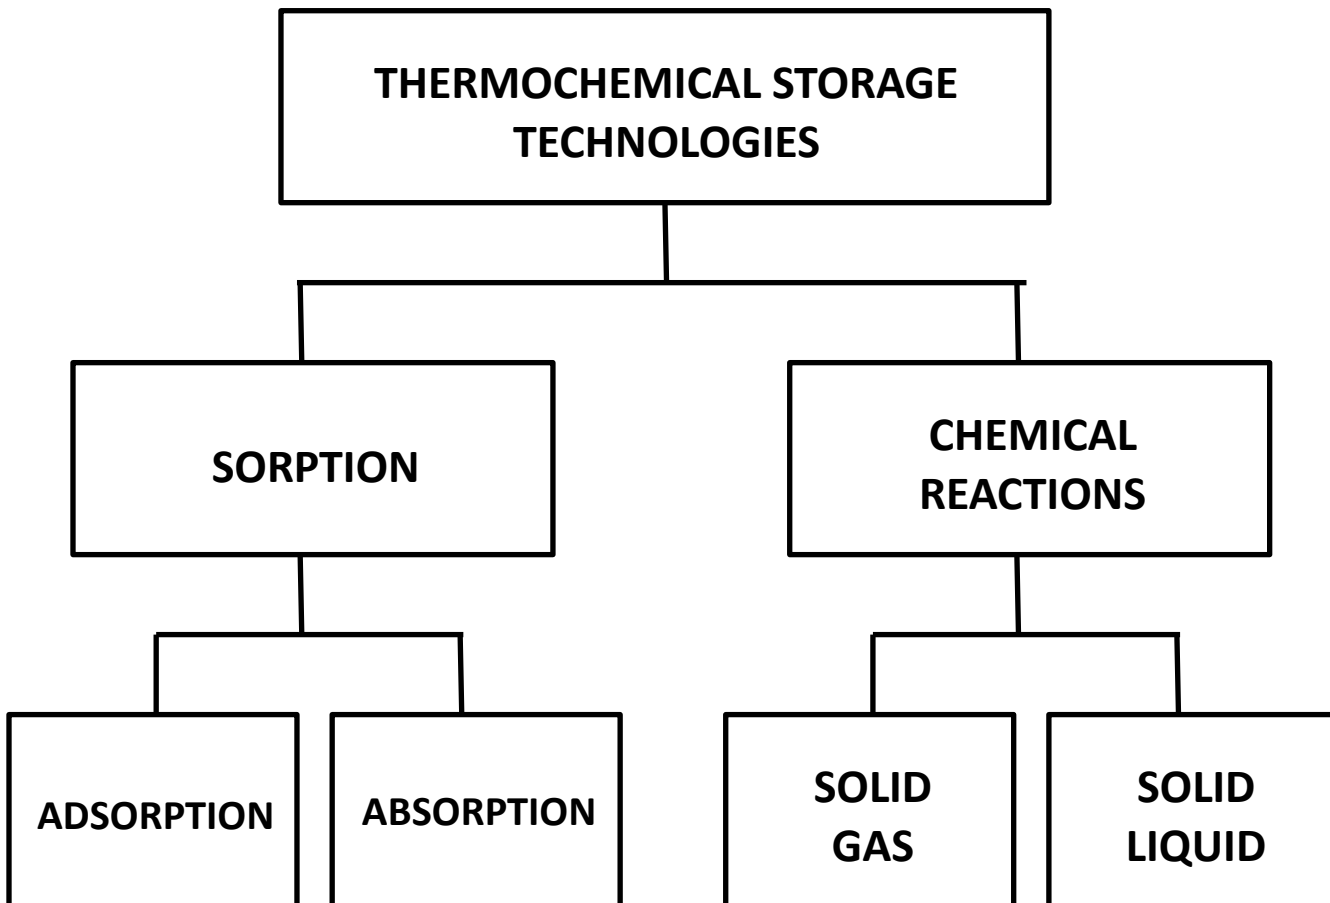 THERMOCHEMICAL STORAGE
TECHNOLOGIES
SORPTION
CHEMICAL
REACTIONS
ADSORPTION
ABSORPTION
SOLID
GAS
SOLID
LIQUID